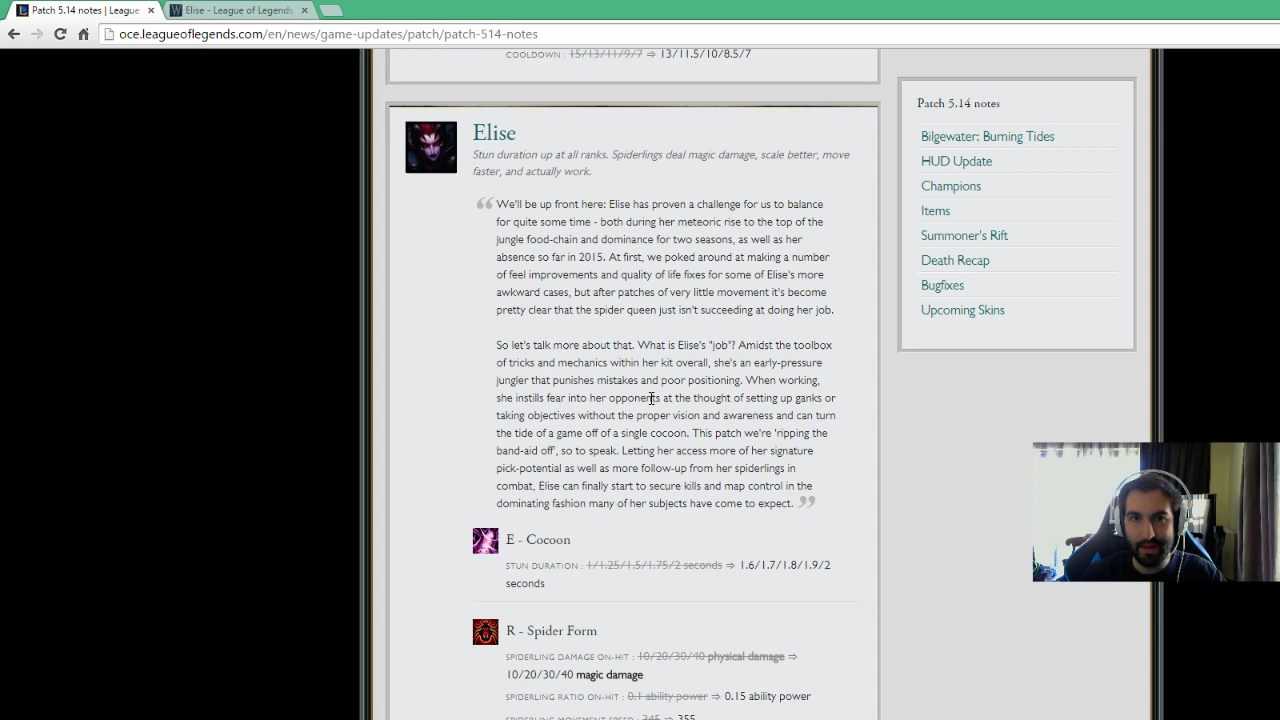 Patch 5.14 notes | League
Elise - League of Legends
oce.leagueoflegends.com/en/news/game-updates/patch/patch-514-notes
COOLDOWN : 15/13/11/9/7 ⇒ 13/11.5/10/8.5/7
Elise
Stun duration up at all ranks. Spiderlings deal magic damage, scale better, move
faster, and actually work.
“ We'll be up front here: Elise has proven a challenge for us to balance
for quite some time - both during her meteoric rise to the top of the
jungle food-chain and dominance for two seasons, as well as her
absence so far in 2015. At first, we poked around at making a number
of feel improvements and quality of life fixes for some of Elise's more
awkward cases, but after patches of very little movement it's become
pretty clear that the spider queen just isn't succeeding at doing her job.
So let's talk more about that. What is Elise's "job"? Amidst the toolbox
of tricks and mechanics within her kit overall, she's an early-pressure
jungler that punishes mistakes and poor positioning. When working,
she instills fear into her opponents at the thought of setting up ganks or
taking objectives without the proper vision and awareness and can turn
the tide of a game off of a single cocoon. This patch we're 'ripping the
band-aid off', so to speak. Letting her access more of her signature
pick-potential as well as more follow-up from her spiderlings in
combat, Elise can finally start to secure kills and map control in the
dominating fashion many of her subjects have come to expect. ”
E - Cocoon
STUN DURATION : 1/1.25/1.5/1.75/2 seconds ⇒ 1.6/1.7/1.8/1.9/2
seconds
R - Spider Form
SPIDERLING DAMAGE ON-HIT : 10/20/30/40 physical damage ⇒
10/20/30/40 magic damage
SPIDERLING RATIO ON-HIT : 0.1 ability power ⇒ 0.15 ability power
SPIDERLING MOVEMENT SPEED : 345 ⇒ 355
Patch 5.14 notes
Bilgewater: Burning Tides
HUD Update
Champions
Items
Summoner's Rift
Death Recap
Bugfixes
Upcoming Skins